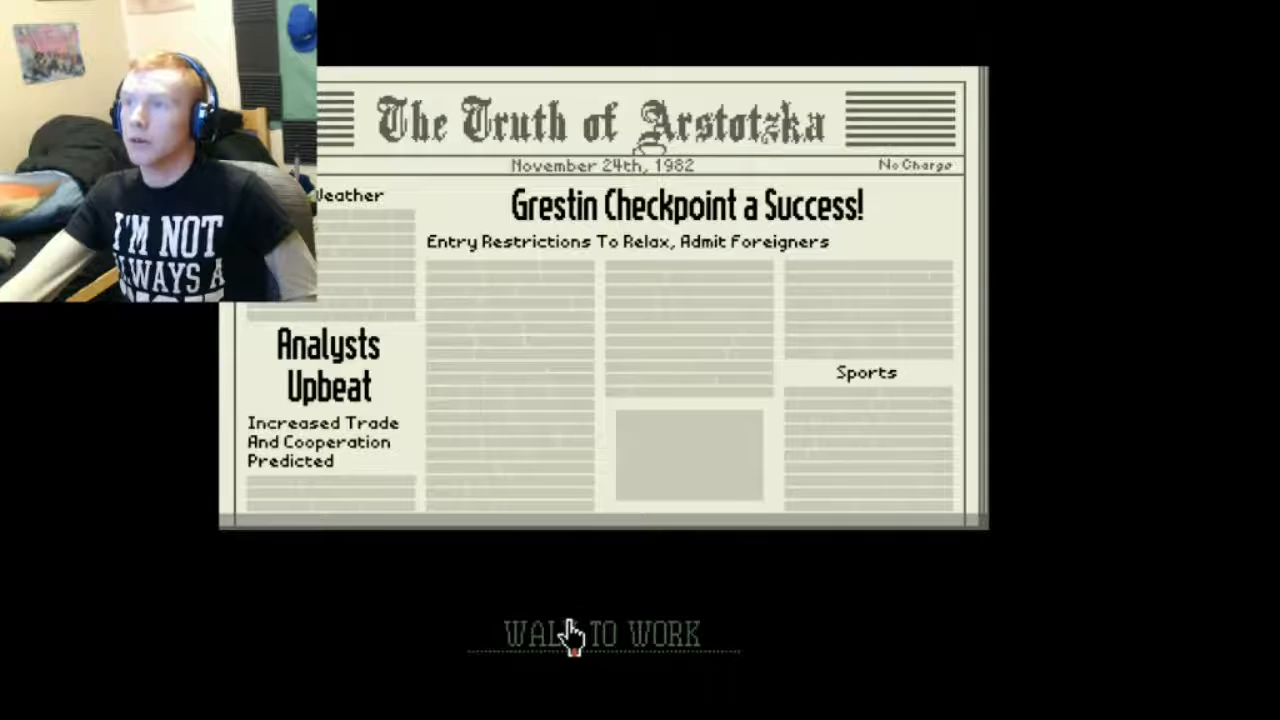 The Truth of Arstotzka
November 24th, 1982
No Charge
Weather
Grestin Checkpoint a Success!
Entry Restrictions To Relax, Admit Foreigners
Analysts
Upbeat
Increased Trade
And Cooperation
Predicted
Sports
WALK TO WORK
I'M NOT
ALWAYS A